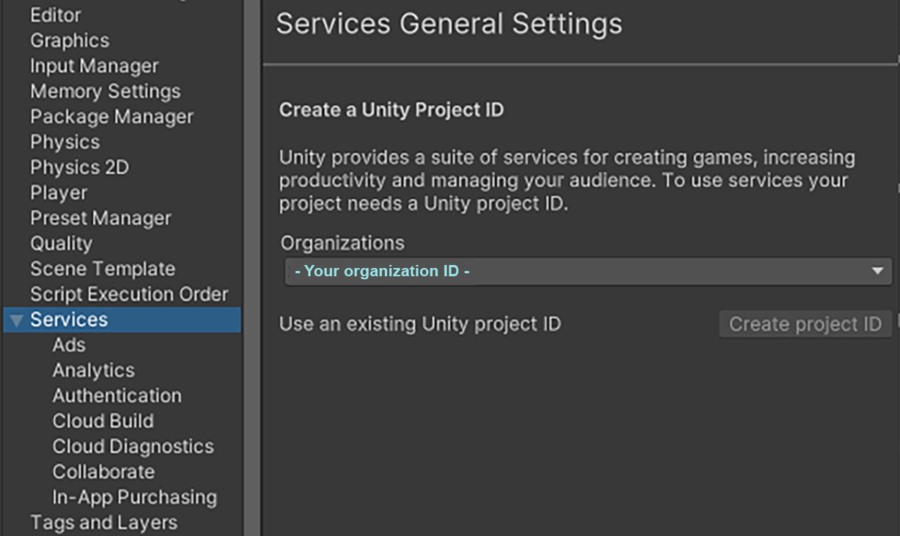 Editor
Graphics
Input Manager
Memory Settings
Package Manager
Physics
Physics 2D
Player
Preset Manager
Quality
Scene Template
Script Execution Order
Services
Ads
Analytics
Authentication
Cloud Build
Cloud Diagnostics
Collaborate
In-App Purchasing
Tags and Layers
Services General Settings
Create a Unity Project ID
Unity provides a suite of services for creating games, increasing
productivity and managing your audience. To use services your
project needs a Unity project ID.
Organizations
- Your organization ID -
Use an existing Unity project ID
Create project ID